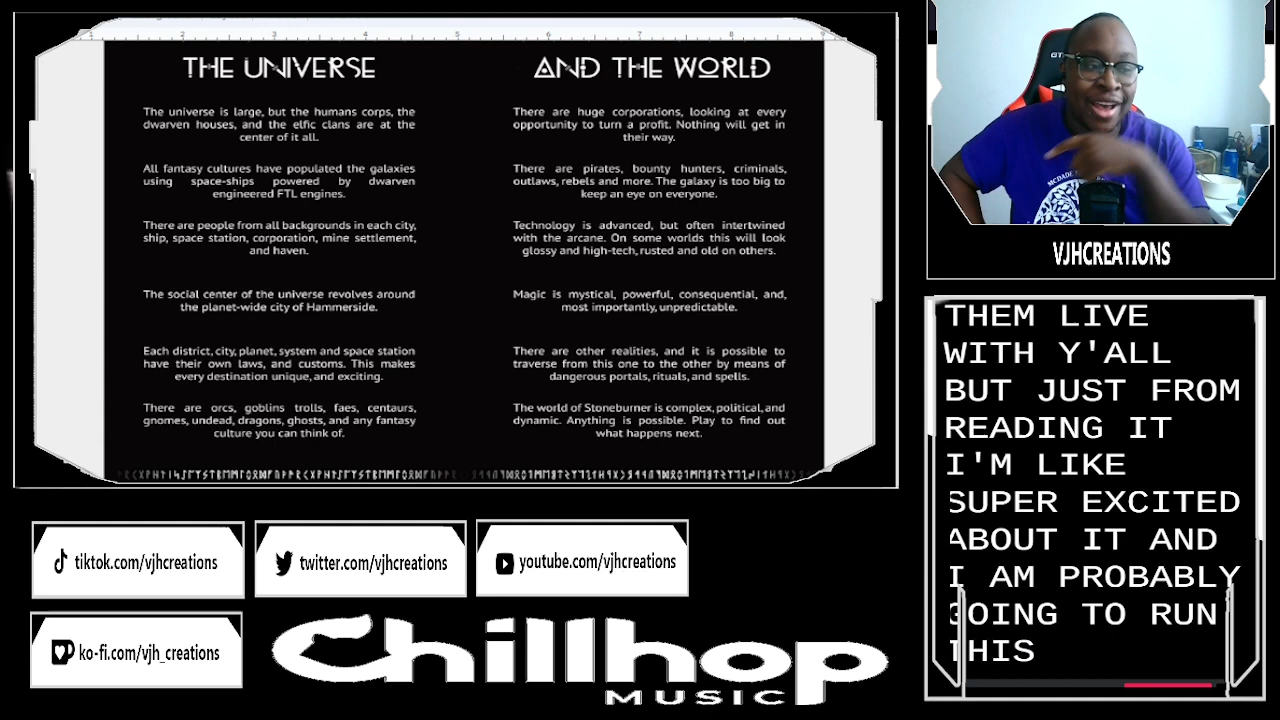 THE UNIVERSE
The universe is large, but the humans corps, the
dwarven houses, and the elfic clans are at the
center of it all.
All fantasy cultures have populated the galaxies
using space-ships powered by dwarven
engineered FTL engines.
There are people from all backgrounds in each city,
ship, space station, corporation, mine settlement,
and haven.
The social center of the universe revolves around
the planet-wide city of Hammerside.
Each district, city, planet, system and space station
have their own laws, and customs. This makes
every destination unique, and exciting.
There are orcs, goblins trolls, faes, centaurs,
gnomes, undead, dragons, ghosts, and any fantasy
culture you can think of.
AND THE WORLD
There are huge corporations, looking at every
opportunity to turn a profit. Nothing will get in
their way.
There are pirates, bounty hunters, criminals,
outlaws, rebels and more. The galaxy is too big to
keep an eye on everyone.
Technology is advanced, but often intertwined
with the arcane. On some worlds this will look
glossy and high-tech, rusted and old on others.
Magic is mystical, powerful, consequential, and,
most importantly, unpredictable.
There are other realities, and it is possible to
traverse from this one to the other by means of
dangerous portals, rituals, and spells.
The world of Stoneburner is complex, political, and
dynamic. Anything is possible. Play to find out
what happens next.
VJHCREATIONS
THEM LIVE
WITH Y'ALL
BUT JUST FROM
READING IT
I'M LIKE
SUPER EXCITED
ABOUT IT AND
I AM PROBABLY
GOING TO RUN
THIS
tiktok.com/vjhcreations
twitter.com/vjhcreations
youtube.com/vjhcreations
ko-fi.com/vjh_creations
Chillhop
MUSIC